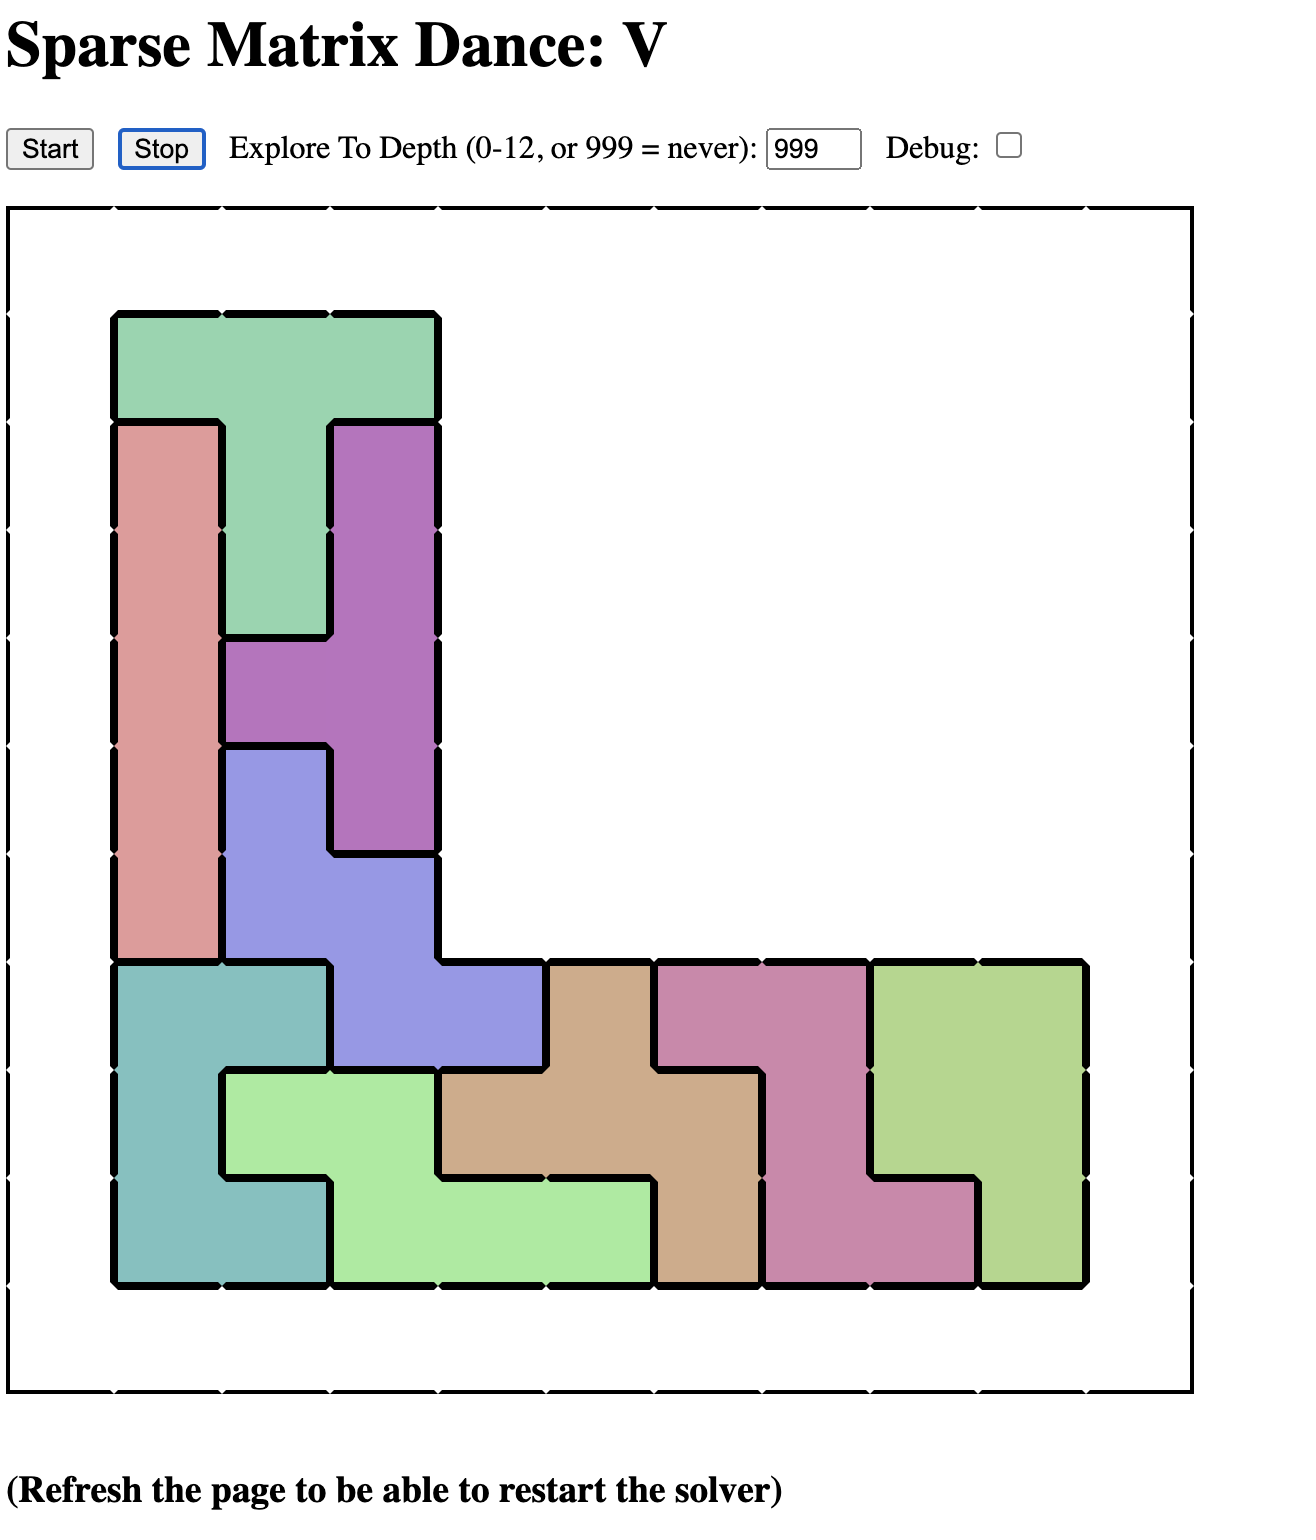 Sparse Matrix Dance: V
Start Stop Explore To Depth (0-12, or 999 = never): 999 Debug:
(Refresh the page to be able to restart the solver)